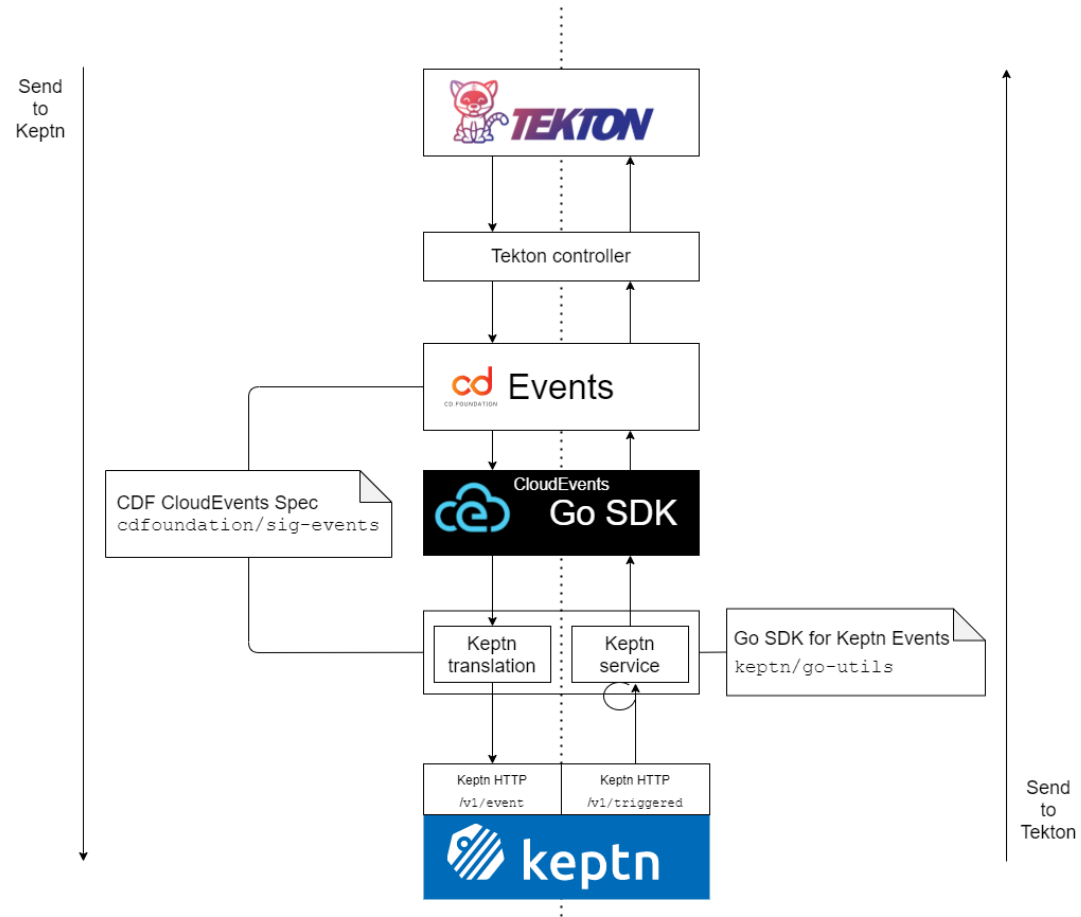 Send
to
Keptn
TEKTON
Tekton controller
cd
CD.FOUNDATION
Events
CDF CloudEvents Spec
cdfoundation/sig-events
CloudEvents
Go SDK
Keptn
translation
Keptn
service
Go SDK for Keptn Events
keptn/go-utils
Keptn HTTP
/v1/event
Keptn HTTP
/v1/triggered
keptn
Send
to
Tekton